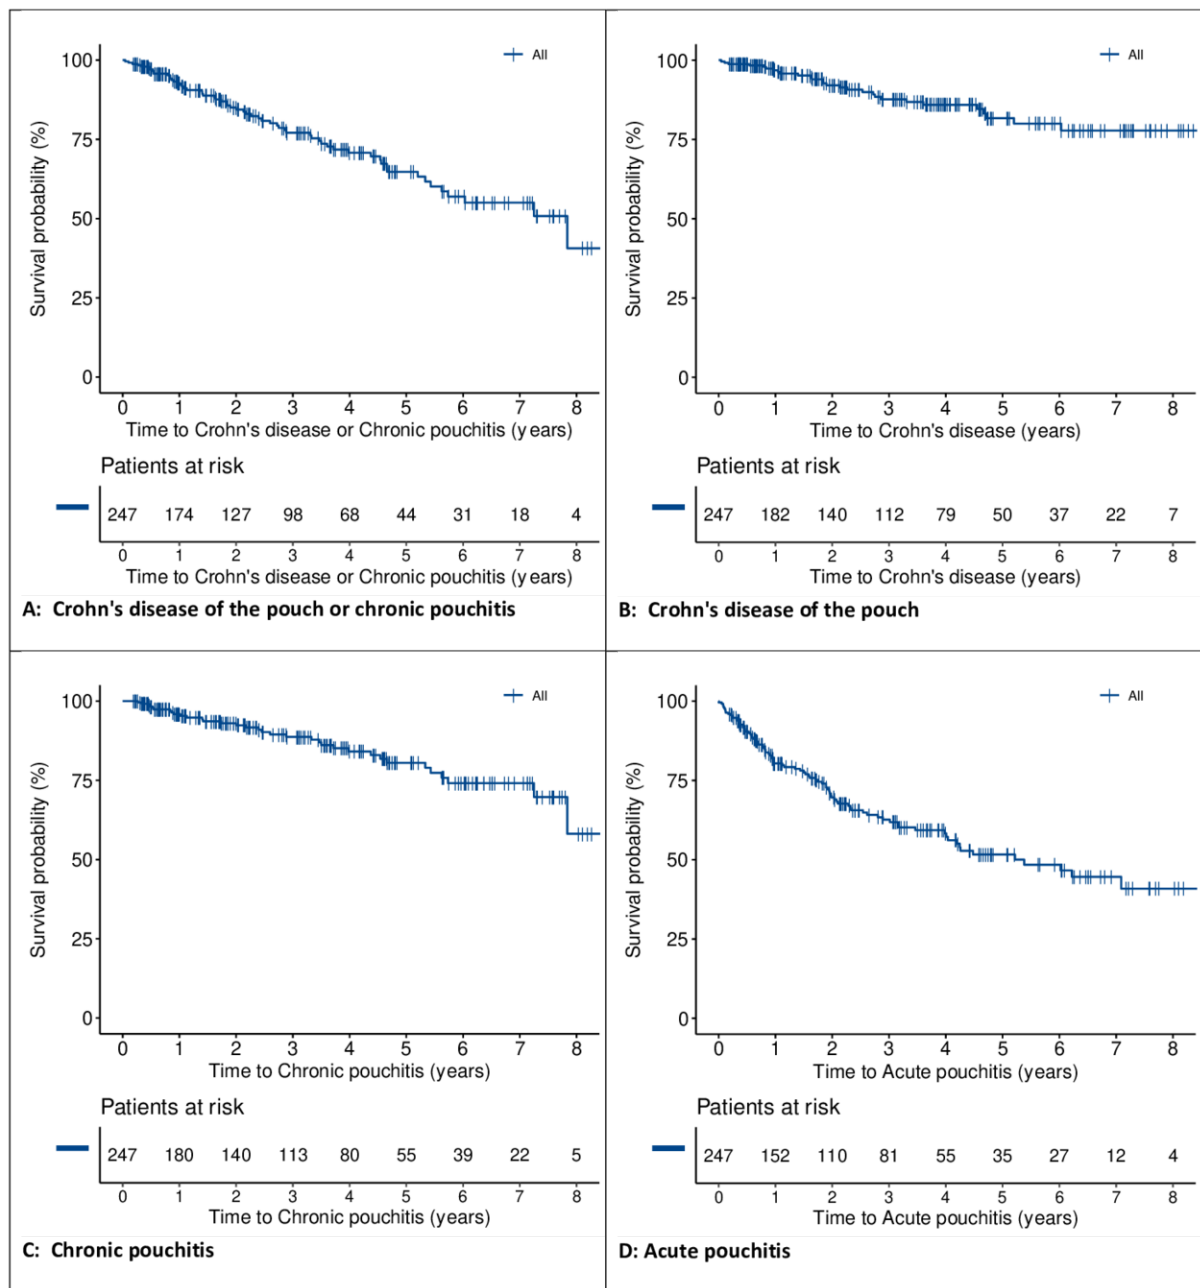 All
100
75
50
25
0
Survival probability (%)
0 1 2 3 4 5 6 7 8
Time to Crohn's disease or Chronic pouchitis (years)
Patients at risk
247 174 127 98 68 44 31 18 4
0 1 2 3 4 5 6 7 8
Time to Crohn's disease or Chronic pouchitis (years)
A: Crohn's disease of the pouch or chronic pouchitis
All
100
75
50
25
0
Survival probability (%)
0 1 2 3 4 5 6 7 8
Time to Crohn's disease (years)
Patients at risk
247 182 140 112 79 50 37 22 7
0 1 2 3 4 5 6 7 8
Time to Crohn's disease (years)
B: Crohn's disease of the pouch
All
100
75
50
25
0
Survival probability (%)
0 1 2 3 4 5 6 7 8
Time to Chronic pouchitis (years)
Patients at risk
247 180 140 113 80 55 39 22 5
0 1 2 3 4 5 6 7 8
Time to Chronic pouchitis (years)
C: Chronic pouchitis
All
100
75
50
25
0
Survival probability (%)
0 1 2 3 4 5 6 7 8
Time to Acute pouchitis (years)
Patients at risk
247 152 110 81 55 35 27 12 4
0 1 2 3 4 5 6 7 8
Time to Acute pouchitis (years)
D: Acute pouchitis